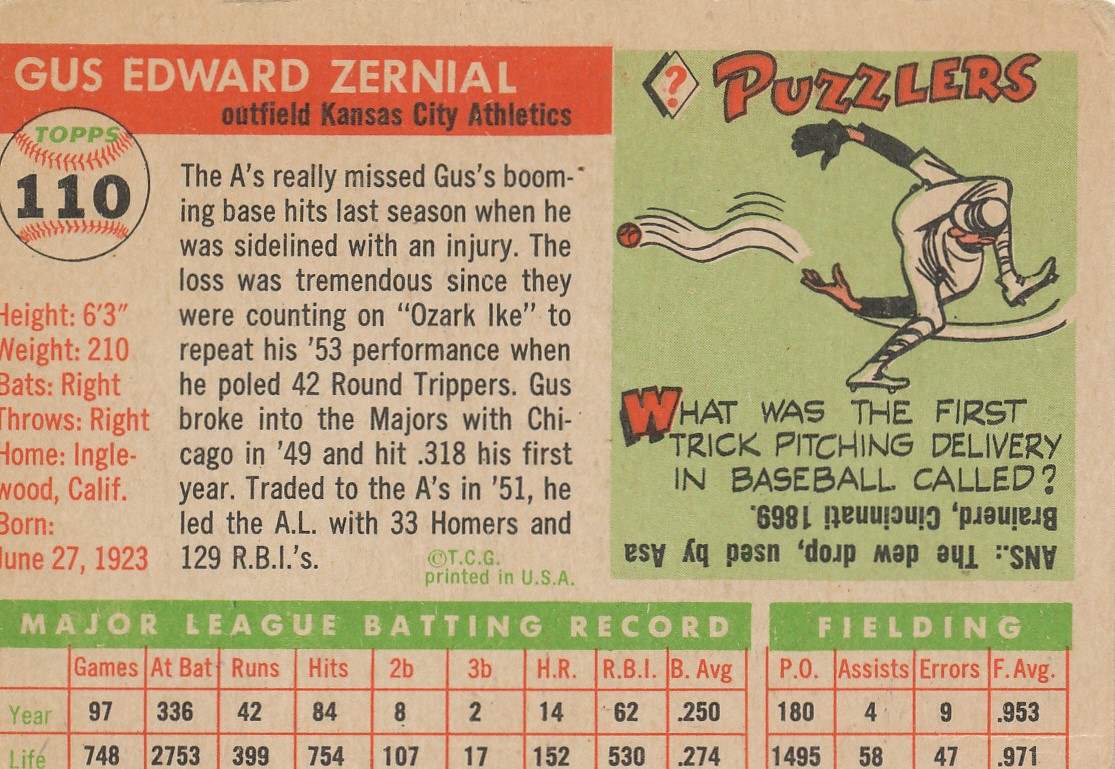 GUS EDWARD ZERNIAL
outfield Kansas City Athletics
TOPPS
110
Height: 6'3"
Weight: 210
Bats: Right
Throws: Right
Home: Ingle-
wood, Calif.
Born:
June 27, 1923
The A's really missed Gus's boom-
ing base hits last season when he
was sidelined with an injury. The
loss was tremendous since they
were counting on "Ozark Ike" to
repeat his '53 performance when
he poled 42 Round Trippers. Gus
broke into the Majors with Chi-
cago in '49 and hit .318 his first
year. Traded to the A's in '51, he
led the A.L. with 33 Homers and
129 R.B.I.'s.
©T.C.G.
printed in U.S.A.
? PUZZLERS
WHAT WAS THE FIRST
TRICK PITCHING DELIVERY
IN BASEBALL CALLED?
ANS.: The dew drop, used by Asa
Brainerd, Cincinnati 1869.
MAJOR LEAGUE BATTING RECORD FIELDING
Games At Bat Runs Hits 2b 3b H.R. R.B.I. B. Avg P.O. Assists Errors F. Avg.
Year 97 336 42 84 8 2 14 62 .250 180 4 9 .953
Life 748 2753 399 754 107 17 152 530 .274 1495 58 47 .971